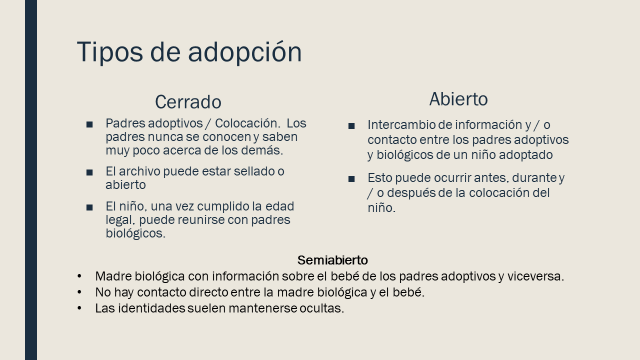 Tipos de adopción
Cerrado
■ Padres adoptivos / Colocación. Los
padres nunca se conocen y saben
muy poco acerca de los demás.
■ El archivo puede estar sellado o
abierto
■ El niño, una vez cumplido la edad
legal, puede reunirse con padres
biológicos.
Abierto
■ Intercambio de información y / o
contacto entre los padres adoptivos
y biológicos de un niño adoptado
■ Esto puede ocurrir antes, durante y
/ o después de la colocación del
niño.
Semiabierto
• Madre biológica con información sobre el bebé de los padres adoptivos y viceversa.
• No hay contacto directo entre la madre biológica y el bebé.
• Las identidades suelen mantenerse ocultas.